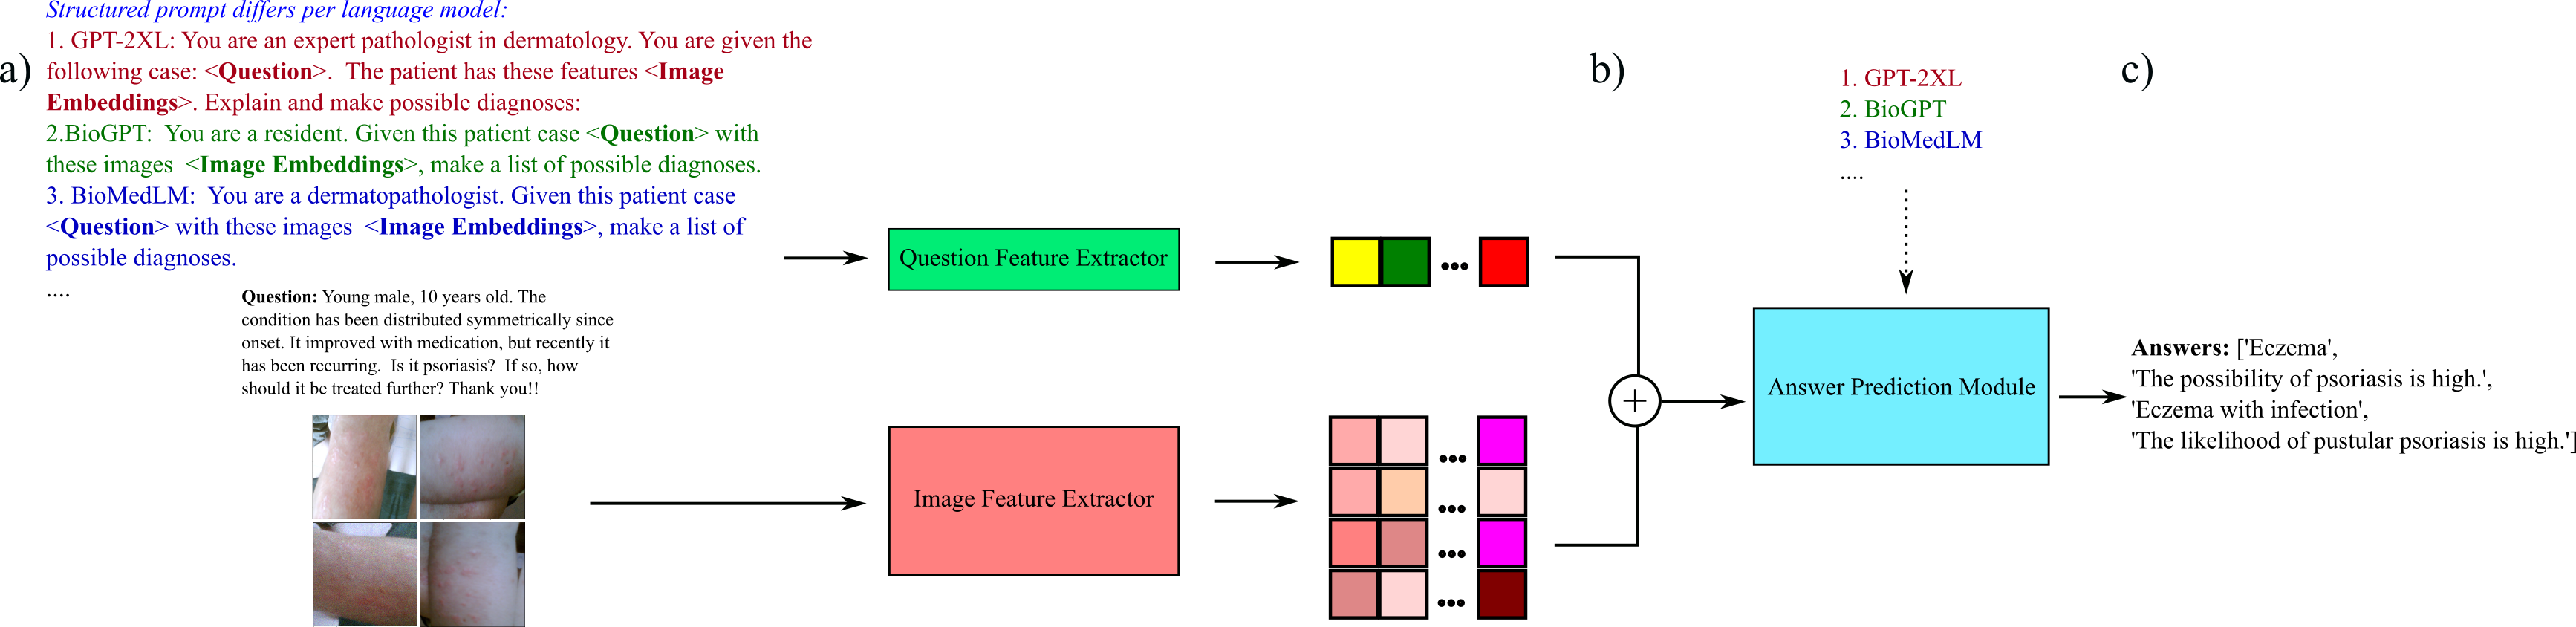 Structured prompt differs per language model:
1. GPT-2XL: You are an expert pathologist in dermatology. You are given the
a) following case: <Question>.  The patient has these features <Image
Embeddings>. Explain and make possible diagnoses:
2.BioGPT:  You are a resident. Given this patient case <Question> with
these images  <Image Embeddings>, make a list of possible diagnoses.
3. BioMedLM:  You are a dermatopathologist. Given this patient case
<Question> with these images  <Image Embeddings>, make a list of
possible diagnoses.
....
Question: Young male, 10 years old. The
condition has been distributed symmetrically since
onset. It improved with medication, but recently it
has been recurring.  Is it psoriasis?  If so, how
should it be treated further? Thank you!!
Question Feature Extractor
Image Feature Extractor
b)
1. GPT-2XL
2. BioGPT
3. BioMedLM
....
+
Answer Prediction Module
c)
Answers: ['Eczema',
'The possibility of psoriasis is high.',
'Eczema with infection',
'The likelihood of pustular psoriasis is high.']